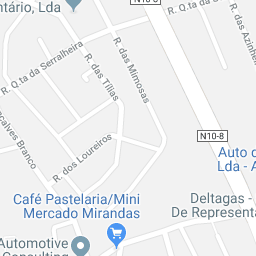 N10-8
ntário, Lda
R. Q.ta da Serralheira
R. das Mimosas
R. das Tílias
R. Q.ta da
R. das Azinhe
N10-8
nçalves Branco
R. dos Loureiros
Auto d
Lda - A
Café Pastelaria/Mini
Mercado Mirandas
Deltagas -
De Representa
Automotive
Consulting